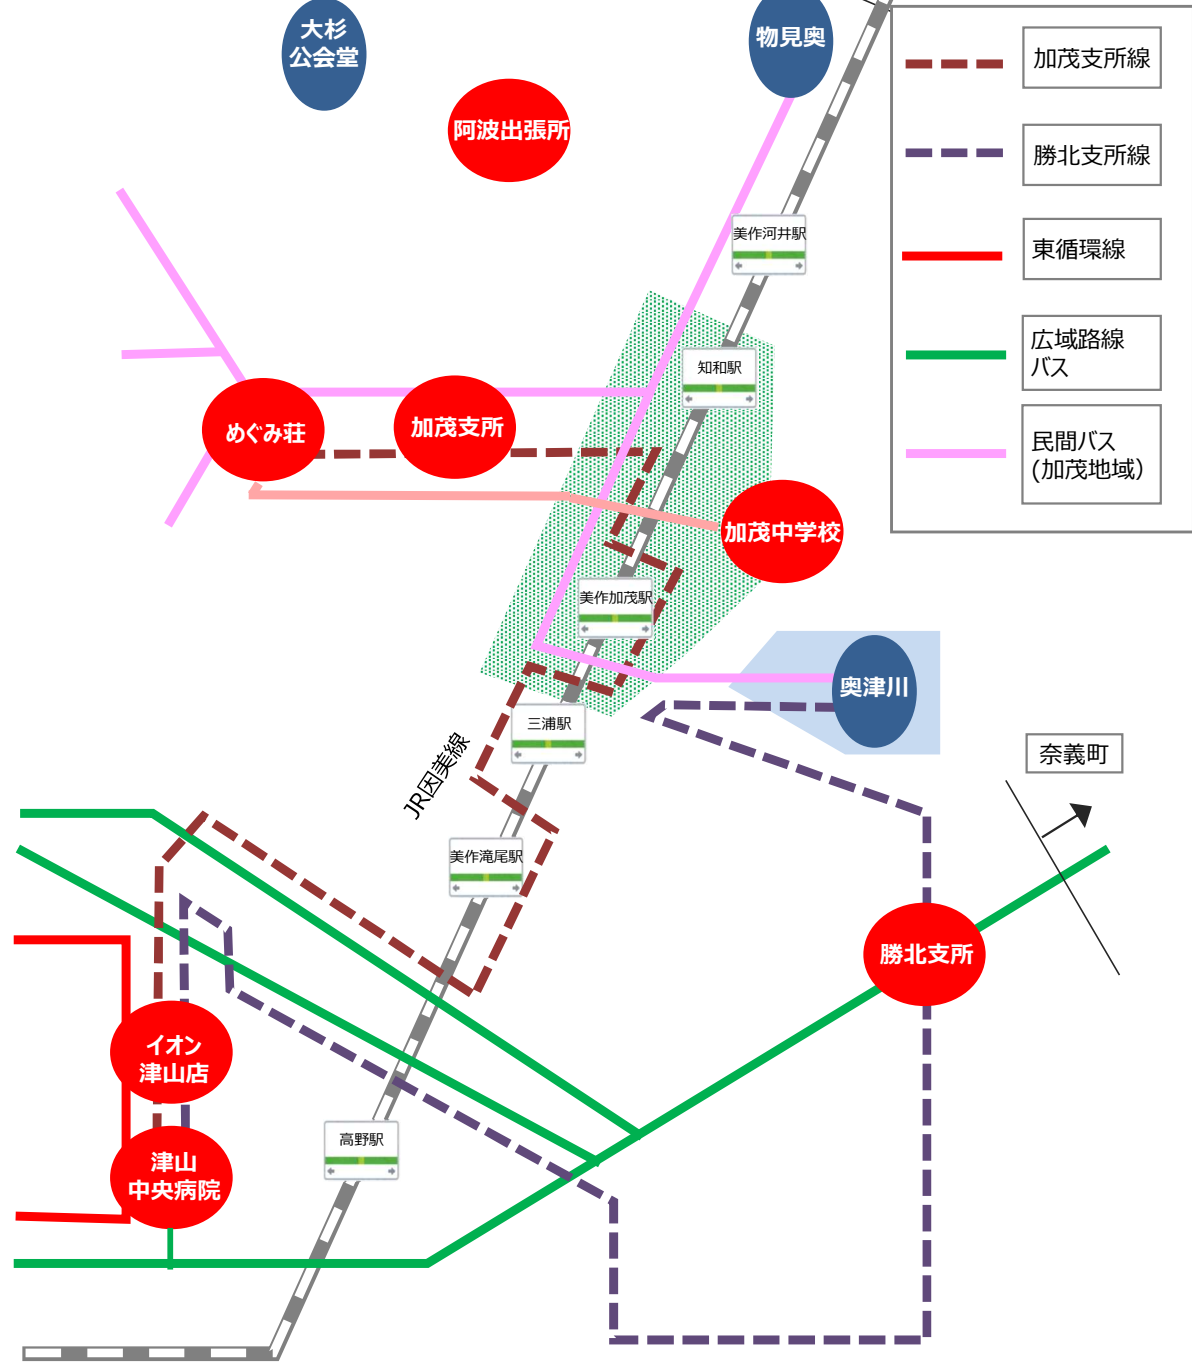 大杉
公会堂
物見奥
阿波出張所
加茂支所線
勝北支所線
東循環線
広域路線
バス
民間バス
(加茂地域)
美作河井駅
知和駅
めぐみ荘
加茂支所
加茂中学校
美作加茂駅
奥津川
三浦駅
JR因美線
奈義町
美作滝尾駅
勝北支所
イオン
津山店
高野駅
津山
中央病院